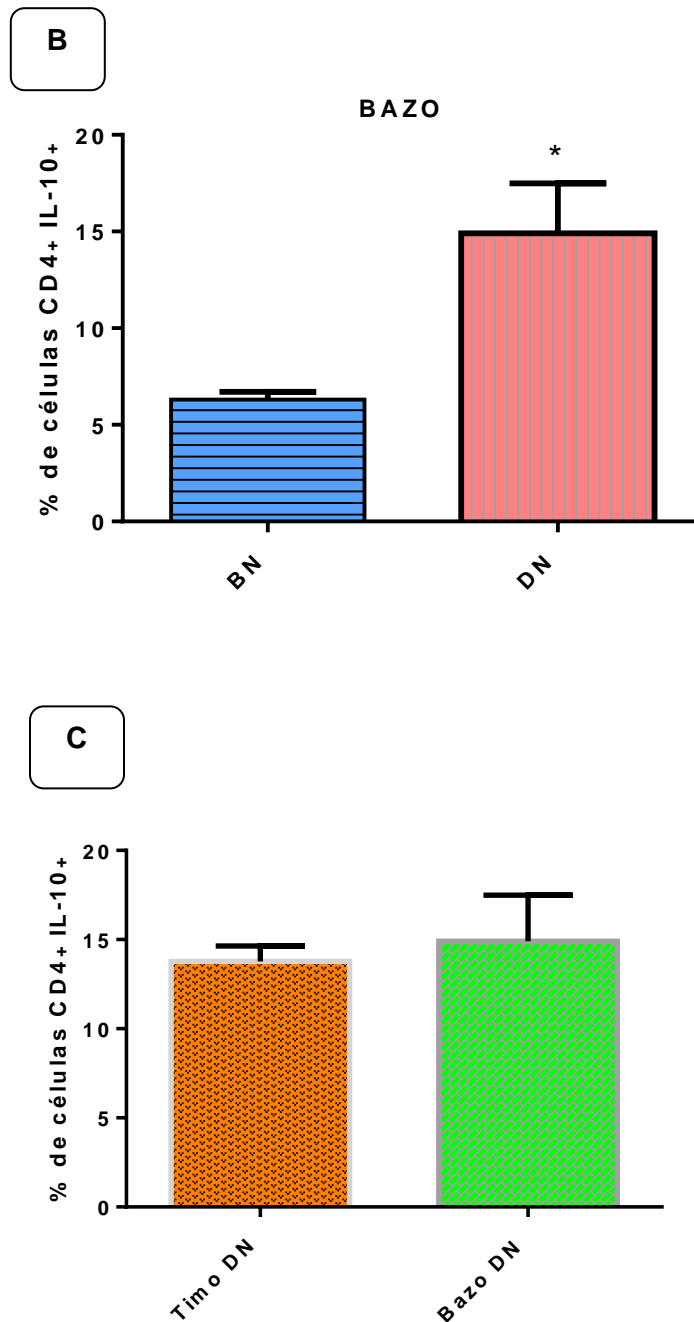 B
BAZO
*
% de células CD4+ IL-10+
20
15
10
5
0
BN
DN
C
% de células CD4+ IL-10+
20
15
10
5
0
Timo DN
Bazo DN